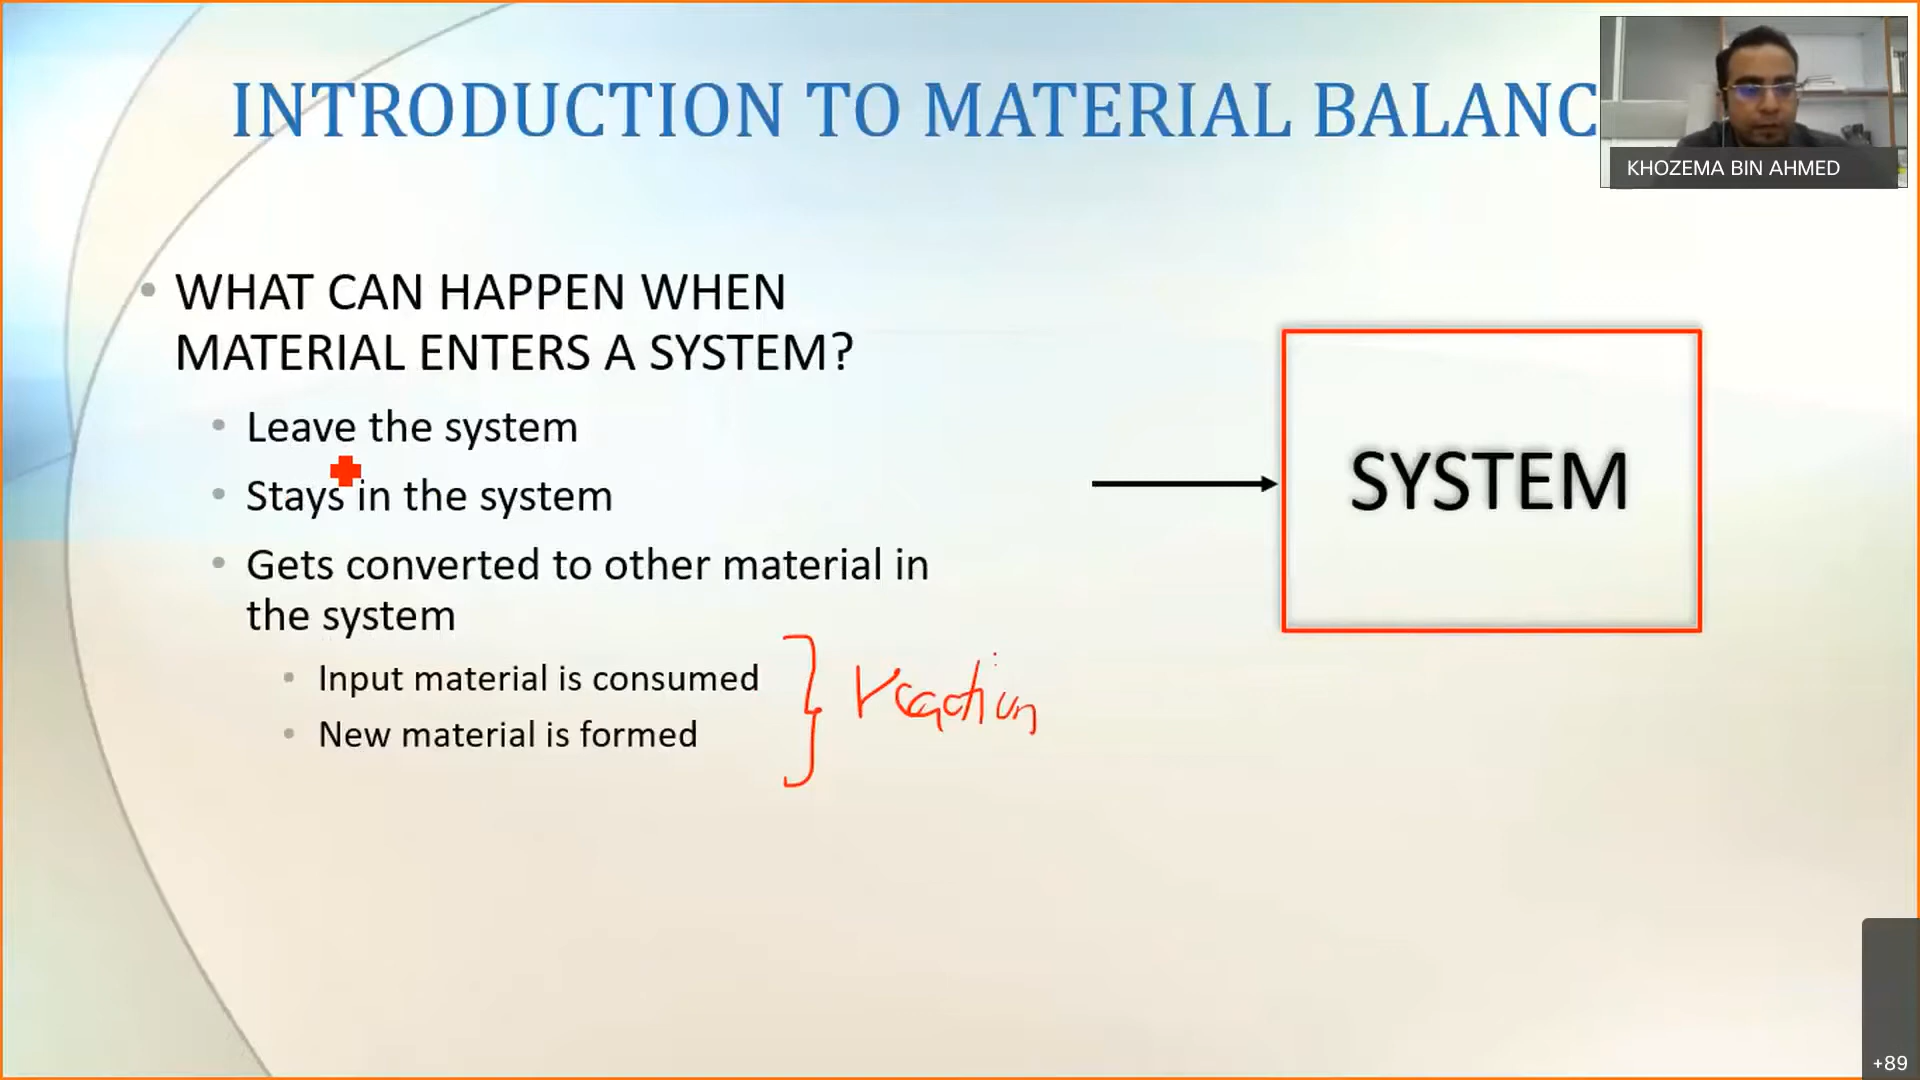 INTRODUCTION TO MATERIAL BALANC
KHOZEMA BIN AHMED
WHAT CAN HAPPEN WHEN
MATERIAL ENTERS A SYSTEM?
Leave the system
Stays in the system
Gets converted to other material in
the system
Input material is consumed
New material is formed
reaction
SYSTEM
+89